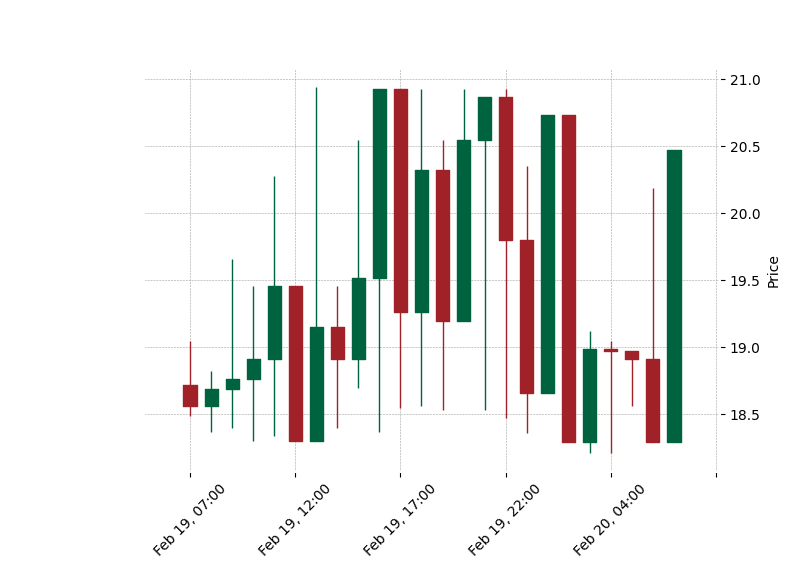 21.0
20.5
20.0
19.5
19.0
18.5
Price
Feb 19, 07:00
Feb 19, 12:00
Feb 19, 17:00
Feb 19, 22:00
Feb 20, 04:00